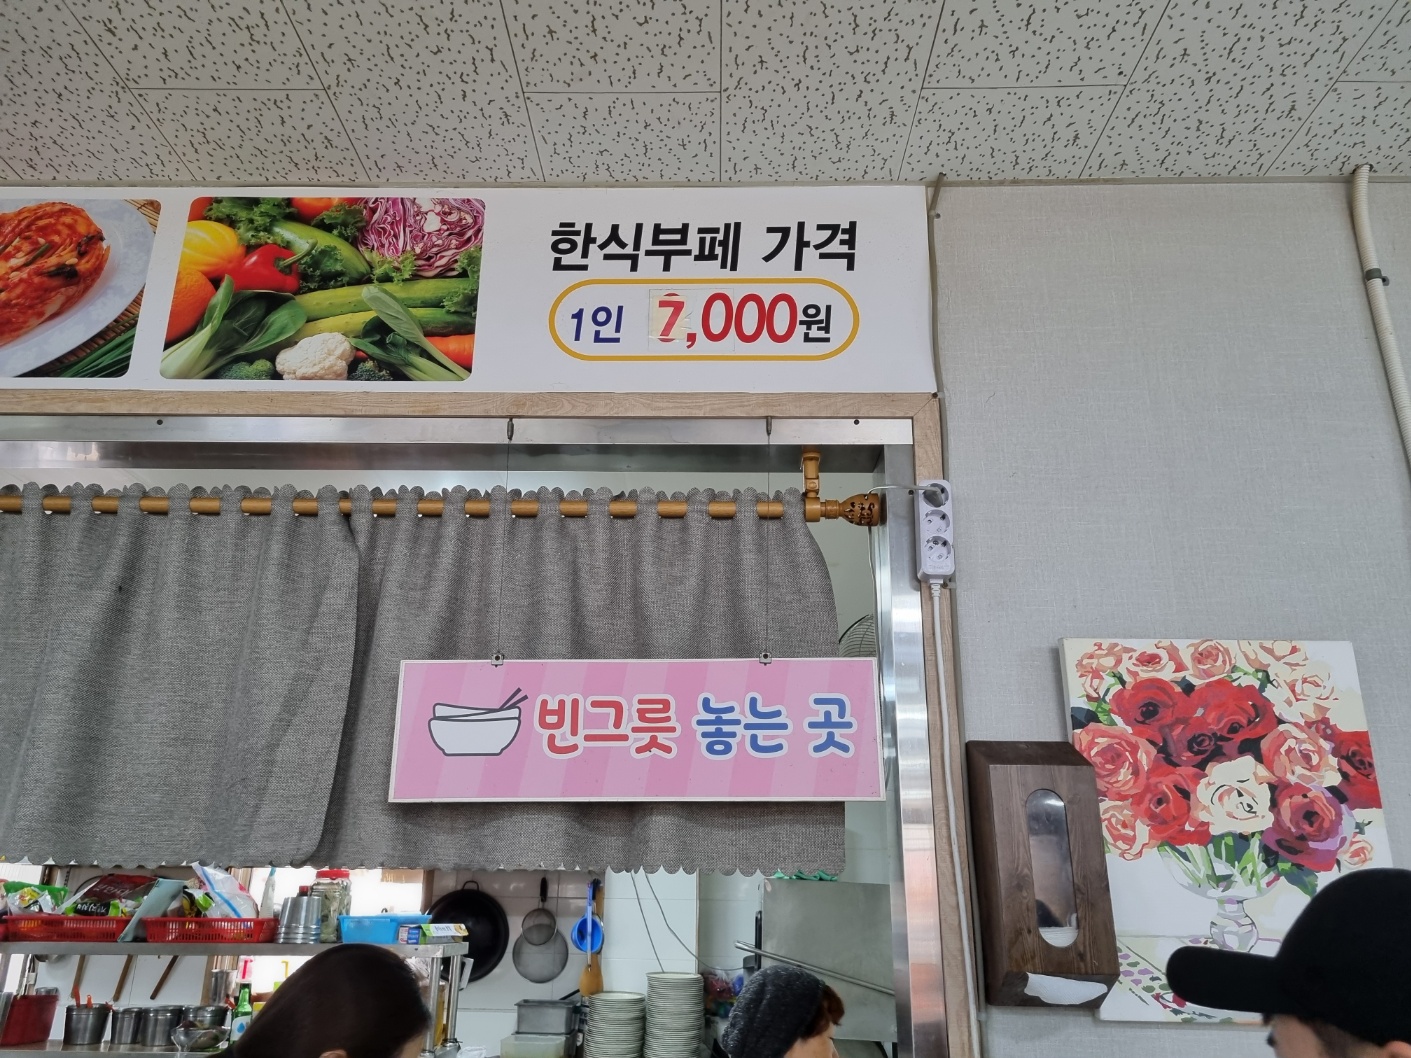 한식부페 가격
1인 7,000원
빈그릇 놓는 곳